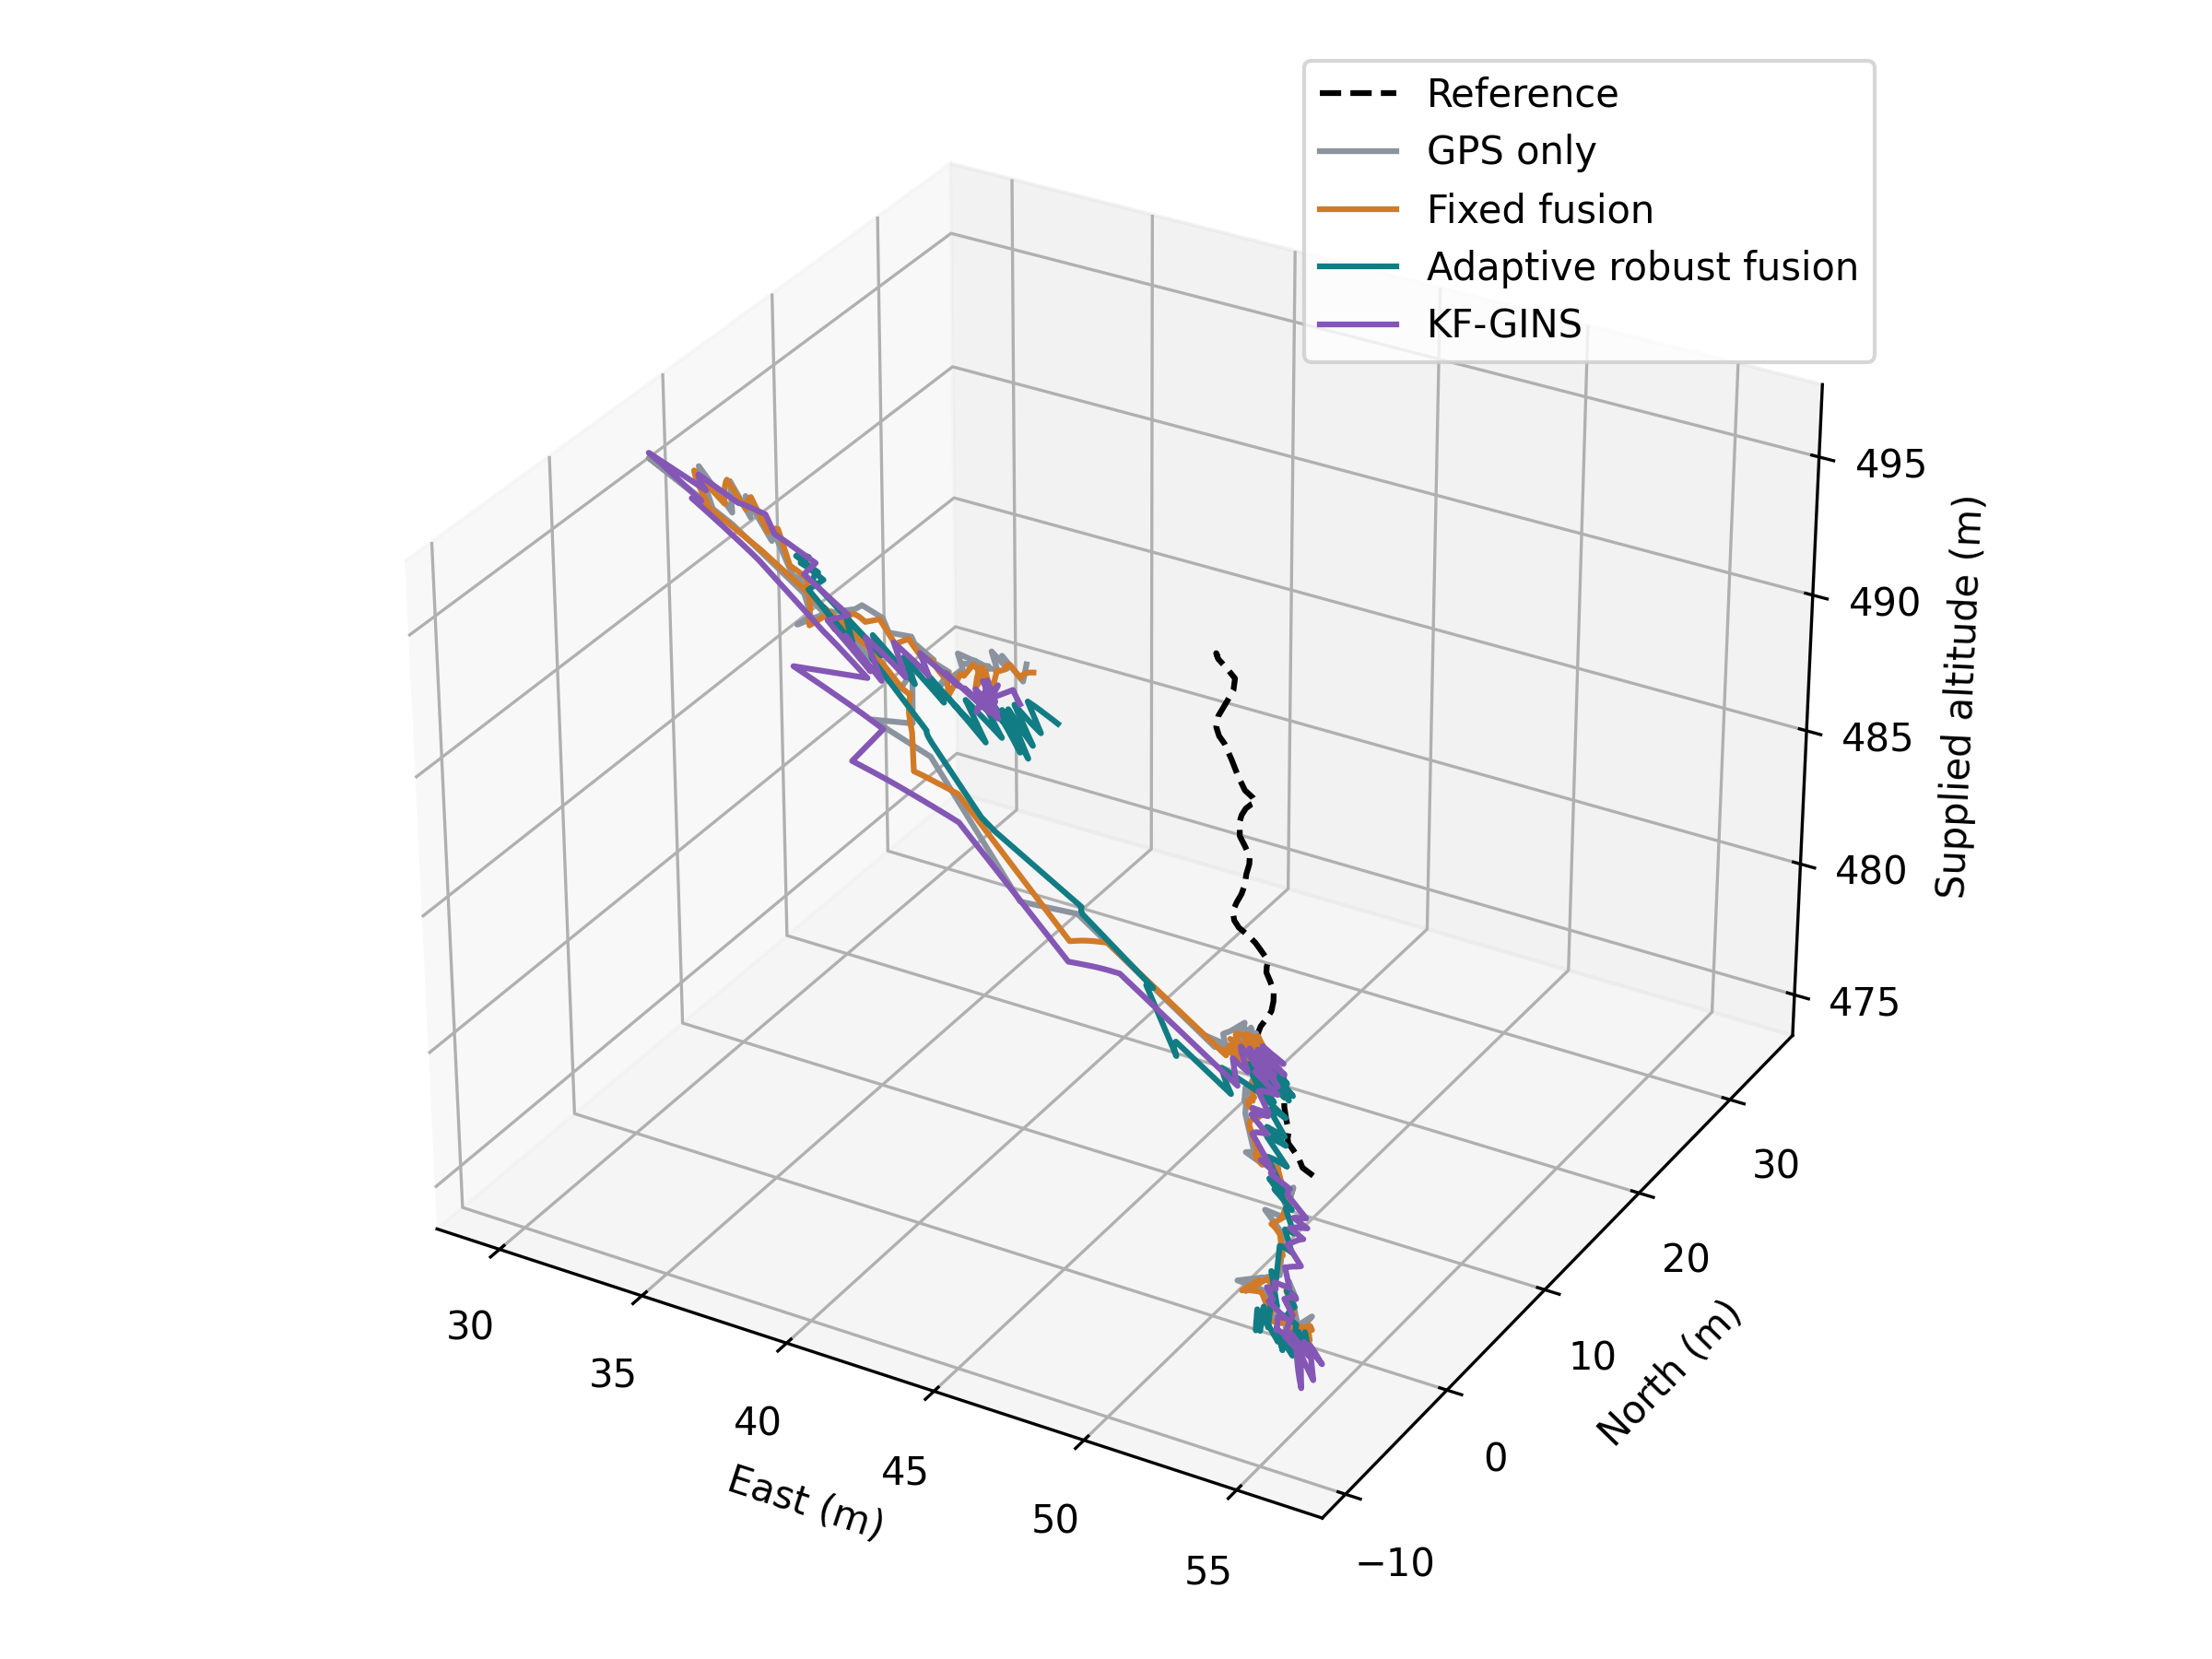 Reference
GPS only
Fixed fusion
Adaptive robust fusion
KF-GINS
495
490
485
480
475
Supplied altitude (m)
30
20
10
0
−10
North (m)
30
35
40
45
50
55
East (m)